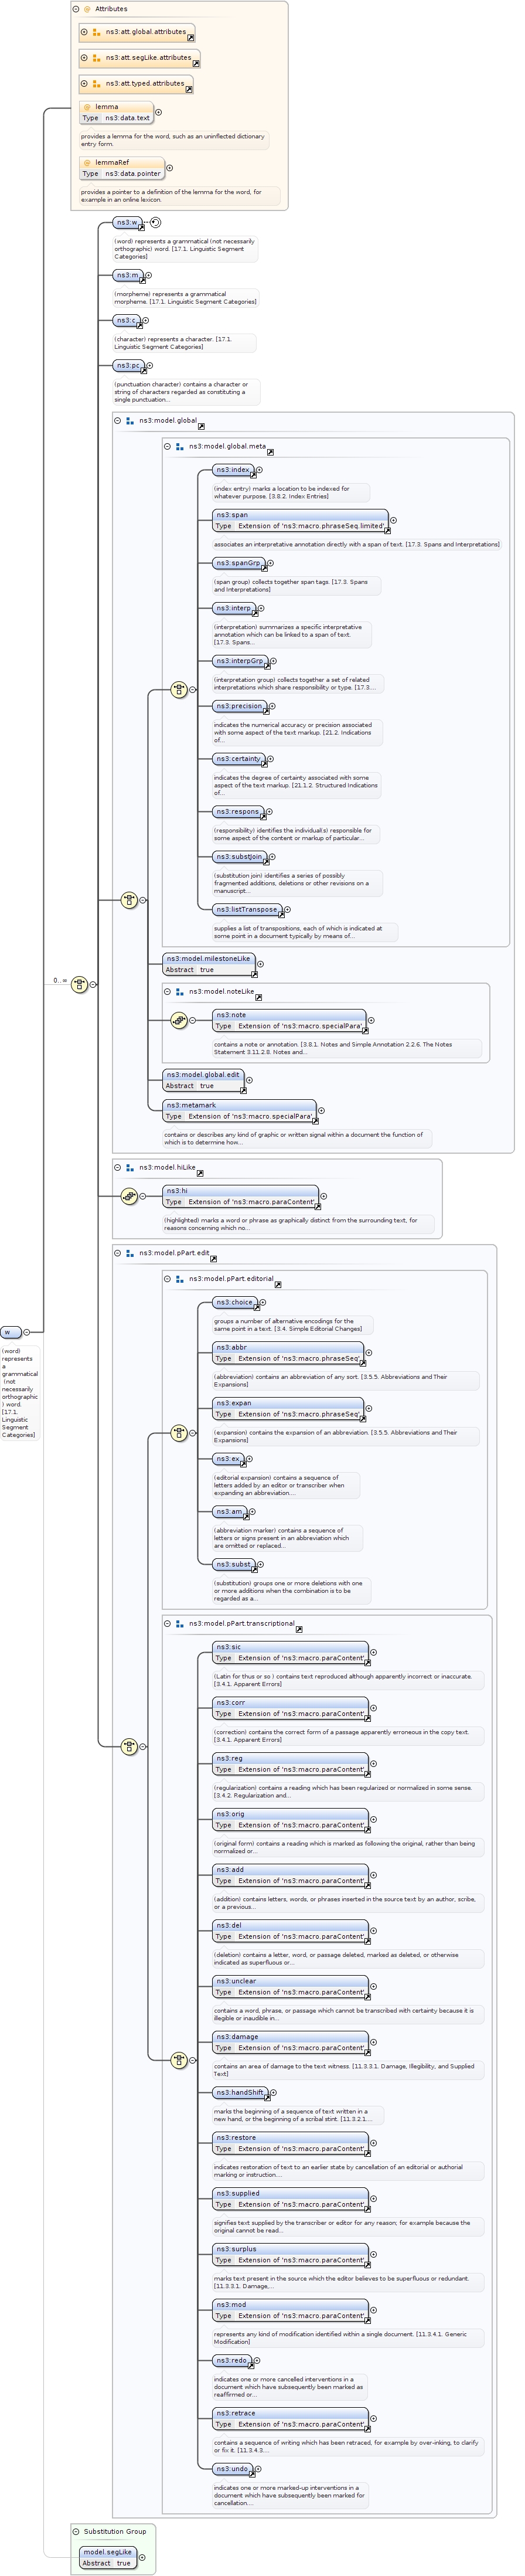 Attributes
ns3:att.global.attributes
ns3:att.segLike.attributes
ns3:att.typed.attributes
lemma
Type ns3:data.text
provides a lemma for the word, such as an uninflected dictionary
entry form.
lemmaRef
Type ns3:data.pointer
provides a pointer to a definition of the lemma for the word, for
example in an online lexicon.
ns3:w
(word) represents a grammatical (not necessarily
orthographic) word. [17.1. Linguistic Segment
Categories]
ns3:m
(morpheme) represents a grammatical
morpheme. [17.1. Linguistic Segment Categories]
ns3:c
(character) represents a character. [17.1.
Linguistic Segment Categories]
ns3:pc
(punctuation character) contains a character or
string of characters regarded as constituting a
single punctuation...
ns3:model.global
ns3:model.global.meta
ns3:index
(index entry) marks a location to be indexed for
whatever purpose. [3.8.2. Index Entries]
ns3:span
Type Extension of 'ns3:macro.phraseSeq.limited'
associates an interpretative annotation directly with a span of text. [17.3. Spans and Interpretations]
ns3:spanGrp
(span group) collects together span tags. [17.3. Spans
and Interpretations]
ns3:interp
(interpretation) summarizes a specific interpretative
annotation which can be linked to a span of text.
[17.3. Spans...
ns3:interpGrp
(interpretation group) collects together a set of related
interpretations which share responsibility or type. [17.3....
ns3:precision
indicates the numerical accuracy or precision associated
with some aspect of the text markup. [21.2. Indications
of...
ns3:certainty
indicates the degree of certainty associated with some
aspect of the text markup. [21.1.2. Structured Indications
of...
ns3:respons
(responsibility) identifies the individual(s) responsible for
some aspect of the content or markup of particular...
ns3:substJoin
(substitution join) identifies a series of possibly
fragmented additions, deletions or other revisions on a
manuscript...
ns3:listTranspose
supplies a list of transpositions, each of which is indicated at
some point in a document typically by means of...
ns3:model.milestoneLike
Abstract true
ns3:model.noteLike
0..∞
ns3:note
Type Extension of 'ns3:macro.specialPara'
contains a note or annotation. [3.8.1. Notes and Simple Annotation 2.2.6. The Notes
Statement 3.11.2.8. Notes and...
ns3:model.global.edit
Abstract true
ns3:metamark
Type Extension of 'ns3:macro.specialPara'
contains or describes any kind of graphic or written signal within a document the function of
which is to determine how...
ns3:model.hiLike
ns3:hi
Type Extension of 'ns3:macro.paraContent'
(highlighted) marks a word or phrase as graphically distinct from the surrounding text, for
reasons concerning which no...
ns3:model.pPart.edit
ns3:model.pPart.editorial
ns3:choice
groups a number of alternative encodings for the
same point in a text. [3.4. Simple Editorial Changes]
w
(word)
represents
a
grammatical
(not
necessarily
orthographic
) word.
[17.1.
Linguistic
Segment
Categories]
ns3:abbr
Type Extension of 'ns3:macro.phraseSeq'
(abbreviation) contains an abbreviation of any sort. [3.5.5. Abbreviations and Their
Expansions]
ns3:expan
Type Extension of 'ns3:macro.phraseSeq'
(expansion) contains the expansion of an abbreviation. [3.5.5. Abbreviations and Their
Expansions]
ns3:ex
(editorial expansion) contains a sequence of
letters added by an editor or transcriber when
expanding an abbreviation....
ns3:am
(abbreviation marker) contains a sequence of
letters or signs present in an abbreviation which
are omitted or replaced...
ns3:subst
(substitution) groups one or more deletions with one
or more additions when the combination is to be
regarded as a...
ns3:model.pPart.transcriptional
ns3:sic
Type Extension of 'ns3:macro.paraContent'
(Latin for thus or so ) contains text reproduced although apparently incorrect or inaccurate.
[3.4.1. Apparent Errors]
ns3:corr
Type Extension of 'ns3:macro.paraContent'
(correction) contains the correct form of a passage apparently erroneous in the copy text.
[3.4.1. Apparent Errors]
ns3:reg
Type Extension of 'ns3:macro.paraContent'
(regularization) contains a reading which has been regularized or normalized in some sense.
[3.4.2. Regularization and...
ns3:orig
Type Extension of 'ns3:macro.paraContent'
(original form) contains a reading which is marked as following the original, rather than being
normalized or...
ns3:add
Type Extension of 'ns3:macro.paraContent'
(addition) contains letters, words, or phrases inserted in the source text by an author, scribe,
or a previous...
ns3:del
Type Extension of 'ns3:macro.paraContent'
(deletion) contains a letter, word, or passage deleted, marked as deleted, or otherwise
indicated as superfluous or...
ns3:unclear
Type Extension of 'ns3:macro.paraContent'
contains a word, phrase, or passage which cannot be transcribed with certainty because it is
illegible or inaudible in...
ns3:damage
Type Extension of 'ns3:macro.paraContent'
contains an area of damage to the text witness. [11.3.3.1. Damage, Illegibility, and Supplied
Text]
ns3:handShift
marks the beginning of a sequence of text written in a
new hand, or the beginning of a scribal stint. [11.3.2.1....
ns3:restore
Type Extension of 'ns3:macro.paraContent'
indicates restoration of text to an earlier state by cancellation of an editorial or authorial
marking or instruction....
ns3:supplied
Type Extension of 'ns3:macro.paraContent'
signifies text supplied by the transcriber or editor for any reason; for example because the
original cannot be read...
ns3:surplus
Type Extension of 'ns3:macro.paraContent'
marks text present in the source which the editor believes to be superfluous or redundant.
[11.3.3.1. Damage,...
ns3:mod
Type Extension of 'ns3:macro.paraContent'
represents any kind of modification identified within a single document. [11.3.4.1. Generic
Modification]
ns3:redo
indicates one or more cancelled interventions in a
document which have subsequently been marked as
reaffirmed or...
ns3:retrace
Type Extension of 'ns3:macro.paraContent'
contains a sequence of writing which has been retraced, for example by over-inking, to clarify
or fix it. [11.3.4.3....
ns3:undo
indicates one or more marked-up interventions in a
document which have subsequently been marked for
cancellation....
Substitution Group
model.segLike
Abstract true